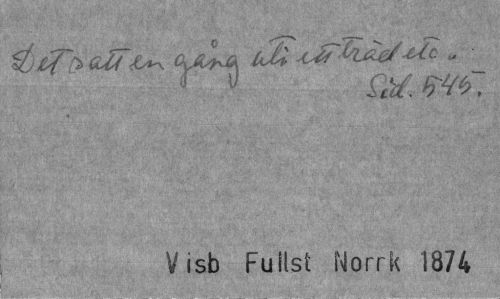 Det satt en gång uti ett träd etc.
Sid. 545.
Visb Fullst Norrk 1874